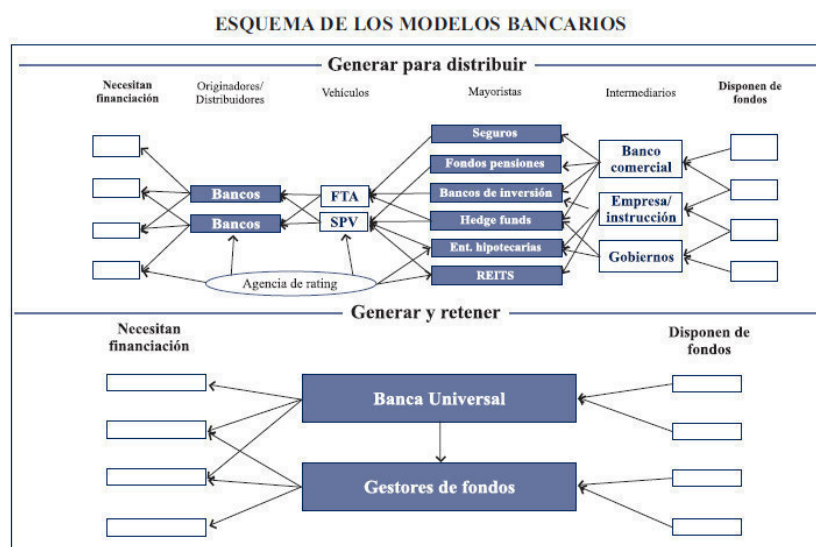 ESQUEMA DE LOS MODELOS BANCARIOS
Generar para distribuir
Necesitan
financiación
Originadores/
Distribuidores
Vehículos
Mayoristas
Intermediarios
Disponen de
fondos
Seguros
Fondos pensiones
Bancos de inversión
Hedge funds
Ent. hipotecarias
REITS
Bancos
Bancos
FTA
SPV
Banco
comercial
Empresa/
instrucción
Gobiernos
Agencia de rating
Generar y retener
Necesitan
financiación
Disponen de
fondos
Banca Universal
Gestores de fondos